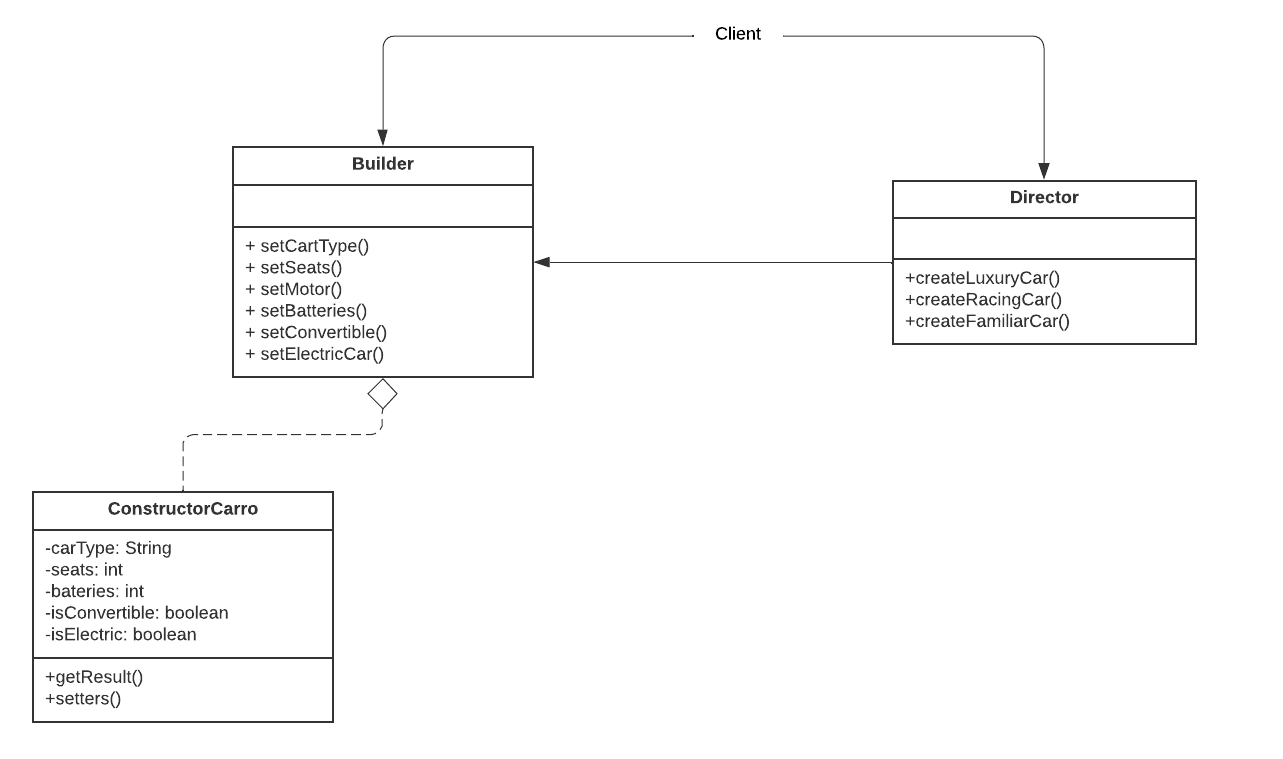 Client
Builder
+ setCartType()
+ setSeats()
+ setMotor()
+ setBatteries()
+ setConvertible()
+ setElectricCar()
Director
+createLuxuryCar()
+createRacingCar()
+createFamiliarCar()
ConstructorCarro
-carType: String
-seats: int
-bateries: int
-isConvertible: boolean
-isElectric: boolean
+getResult()
+setters()